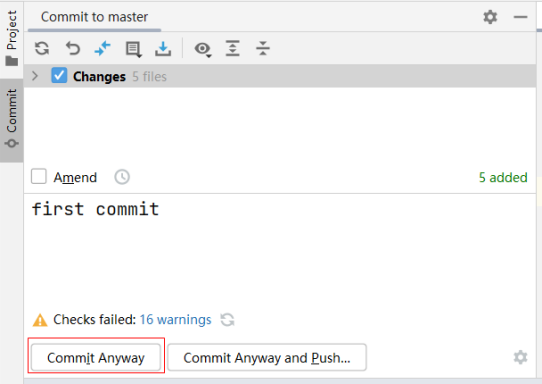 Project
Commit
Commit to master
Changes 5 files
Amend
5 added
first commit
Checks failed: 16 warnings
Commit Anyway
Commit Anyway and Push...